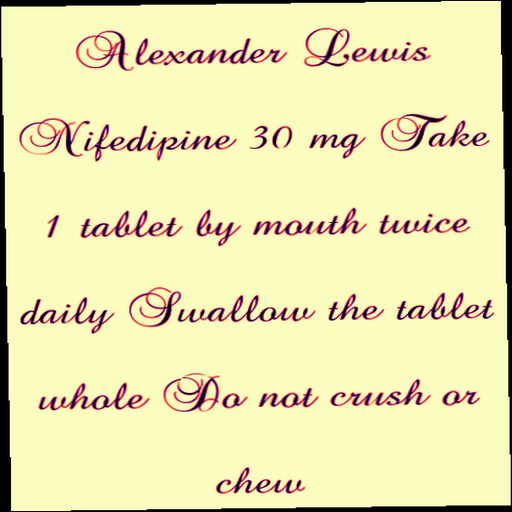 Alexander Lewis
Nifedipine 30 mg Take
1 tablet by mouth twice
daily Swallow the tablet
whole Do not crush or
chew